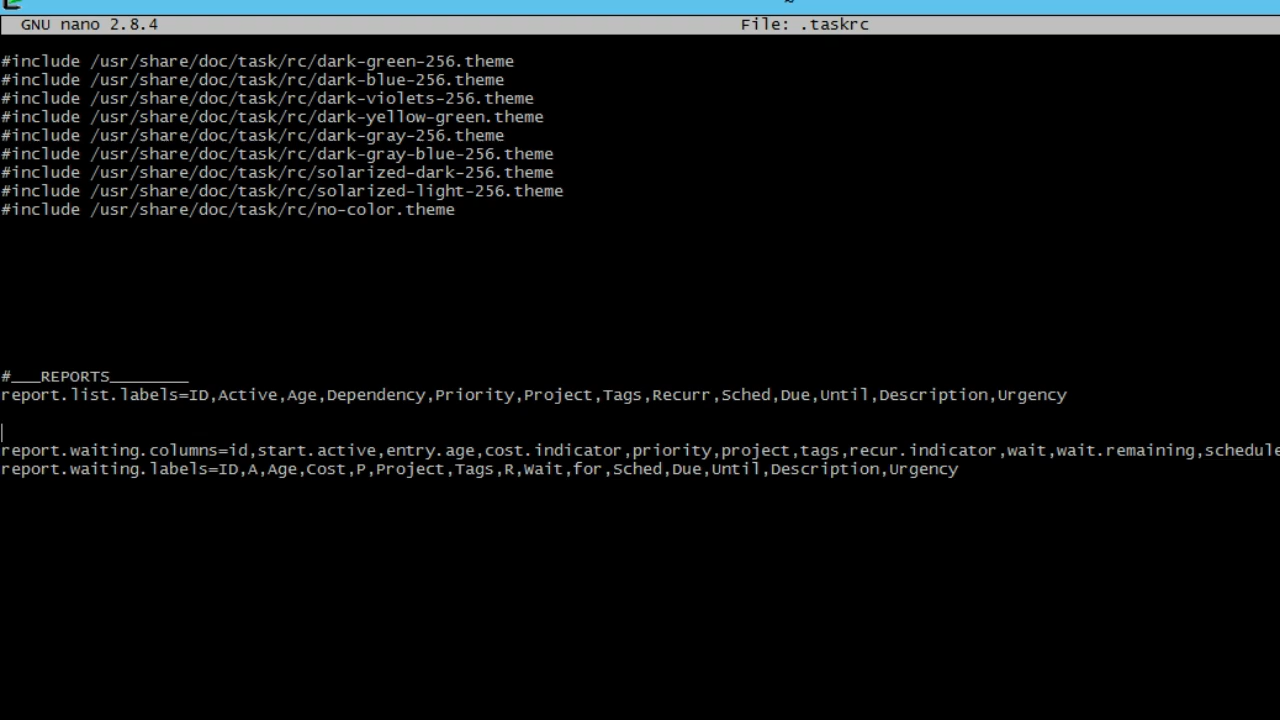 GNU nano 2.8.4 File: .taskrc
#include /usr/share/doc/task/rc/dark-green-256.theme
#include /usr/share/doc/task/rc/dark-blue-256.theme
#include /usr/share/doc/task/rc/dark-violets-256.theme
#include /usr/share/doc/task/rc/dark-yellow-green.theme
#include /usr/share/doc/task/rc/dark-gray-256.theme
#include /usr/share/doc/task/rc/dark-gray-blue-256.theme
#include /usr/share/doc/task/rc/solarized-dark-256.theme
#include /usr/share/doc/task/rc/solarized-light-256.theme
#include /usr/share/doc/task/rc/no-color.theme
#___REPORTS________
report.list.labels=ID,Active,Age,Dependency,Priority,Project,Tags,Recurr,Sched,Due,Until,Description,Urgency
report.waiting.columns=id,start.active,entry.age,cost.indicator,priority,project,tags,recur.indicator,wait,wait.remaining,schedule
report.waiting.labels=ID,A,Age,Cost,P,Project,Tags,R,Wait,for,Sched,Due,Until,Description,Urgency